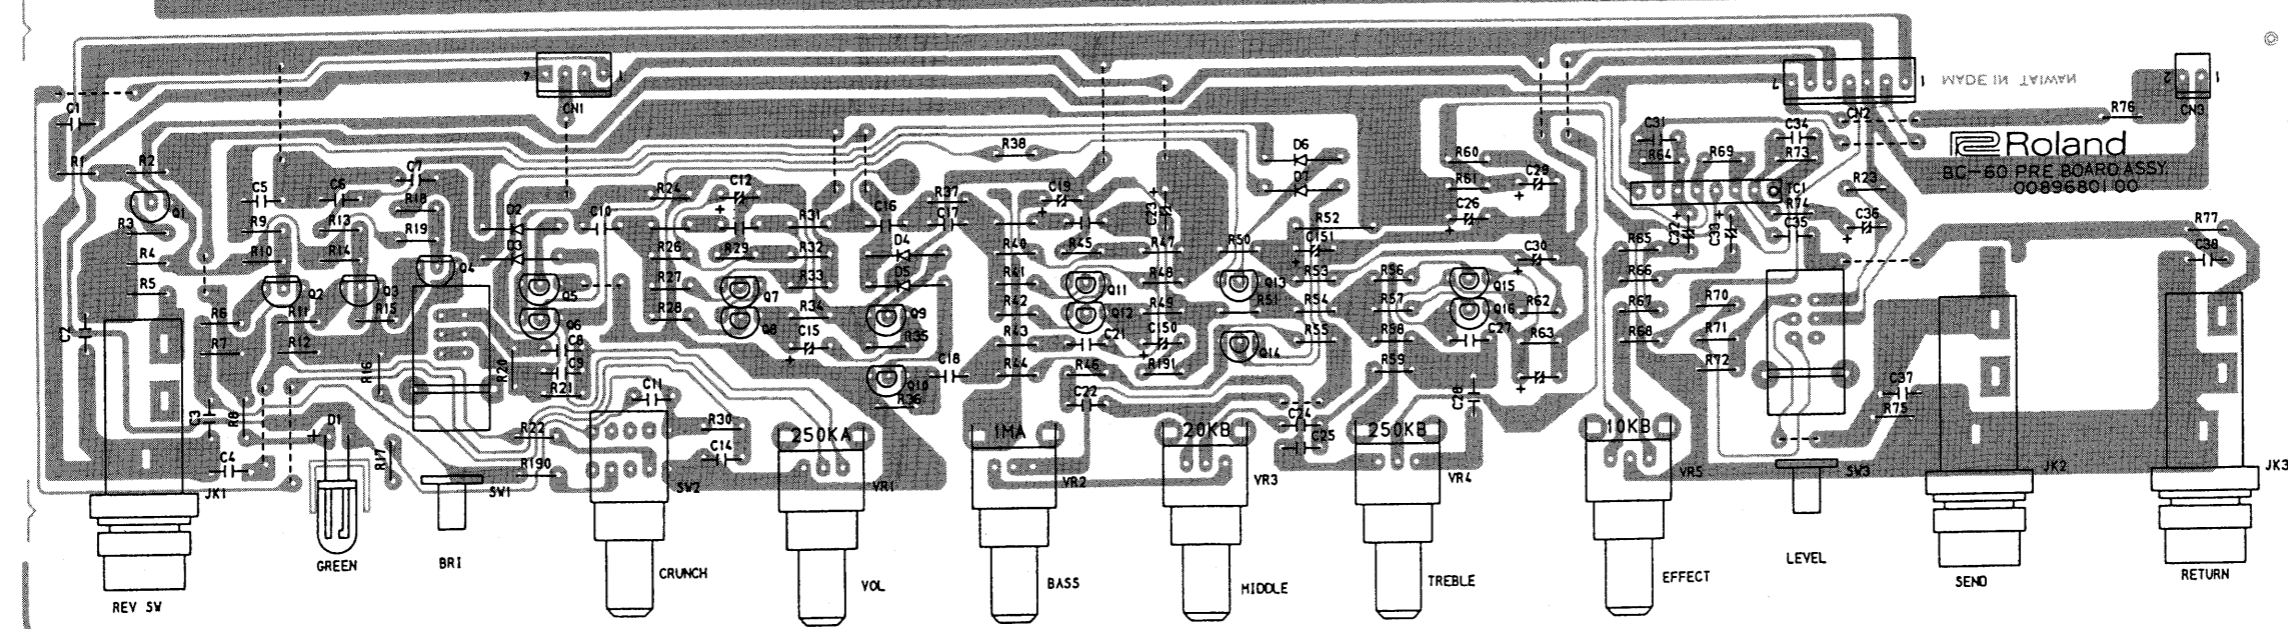 7
1
CN1
7
1
CN2
MADE IN TAIWAN
2
1
CN3
R76
C1
R1
R2
Q1
R3
R4
R5
C2
C5
C6
C7
R9
R13
R18
R19
R10
R14
Q2
Q3
Q4
R6
R7
R11
R12
R15
R16
R20
C3
R8
C4
D1
R17
D2
D3
C10
Q5
Q6
C8
C9
R21
R22
R190
C11
R24
R26
R27
R28
C12
R29
Q7
Q8
R30
C14
R31
R32
R33
R34
C15
C16
R37
C17
D4
D5
Q9
R35
Q10
R36
C18
R38
C19
R40
R41
R42
R43
R44
R45
Q11
Q12
C21
R46
C22
C23
R47
R48
R49
C150
R191
R50
Q13
R51
Q14
D6
D7
R52
C151
R53
R54
R55
C24
C25
R56
R57
R58
R59
R60
R61
C26
Q15
Q16
C27
C28
C29
C30
R62
R63
C31
R64
R69
C34
R73
IC1
R23
R74
C32
C33
C35
C36
R65
R66
R67
R68
R70
R71
R72
Roland
BC-60 PRE BOARD ASSY.
00896801 00
R77
C38
C37
R75
250KA
1MA
20KB
250KB
10KB
JK1
SW1
SW2
VR1
VR2
VR3
VR4
VR5
SW3
JK2
JK3
REV SW
GREEN
BRI
CRUNCH
VOL
BASS
MIDDLE
TREBLE
EFFECT
LEVEL
SEND
RETURN